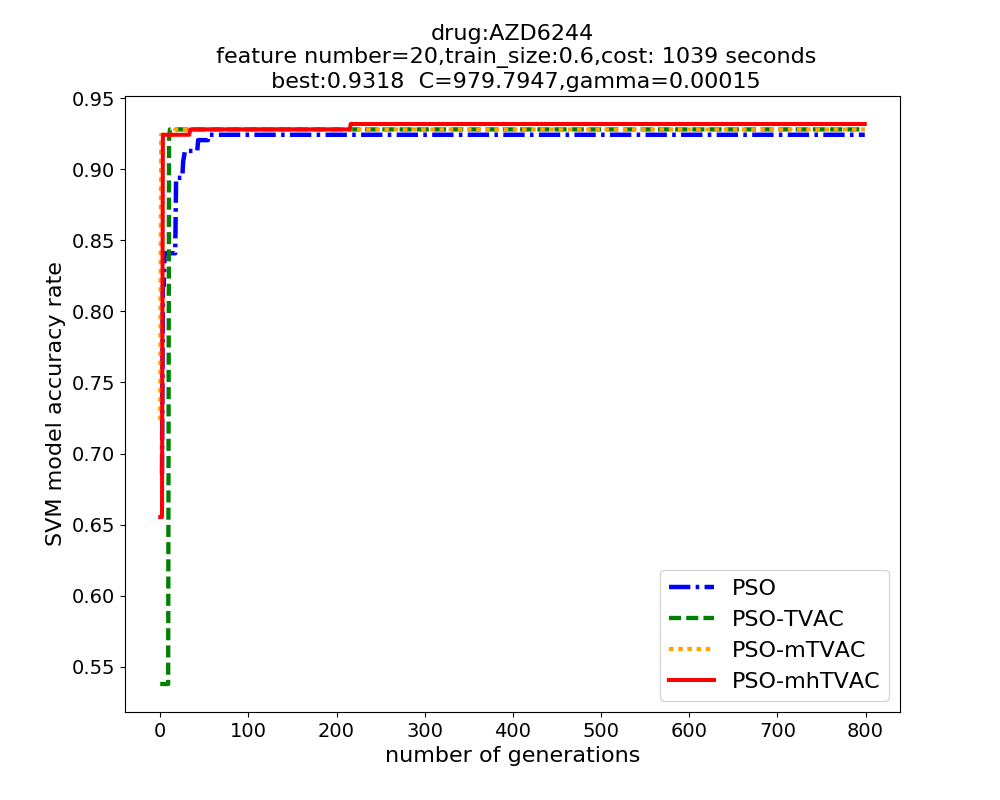 drug:AZD6244
feature number=20,train_size:0.6,cost: 1039 seconds
best:0.9318  C=979.7947,gamma=0.00015
0.95
0.90
0.85
0.80
0.75
0.70
0.65
0.60
0.55
SVM model accuracy rate
PSO
PSO-TVAC
PSO-mTVAC
PSO-mhTVAC
0 100 200 300 400 500 600 700 800
number of generations